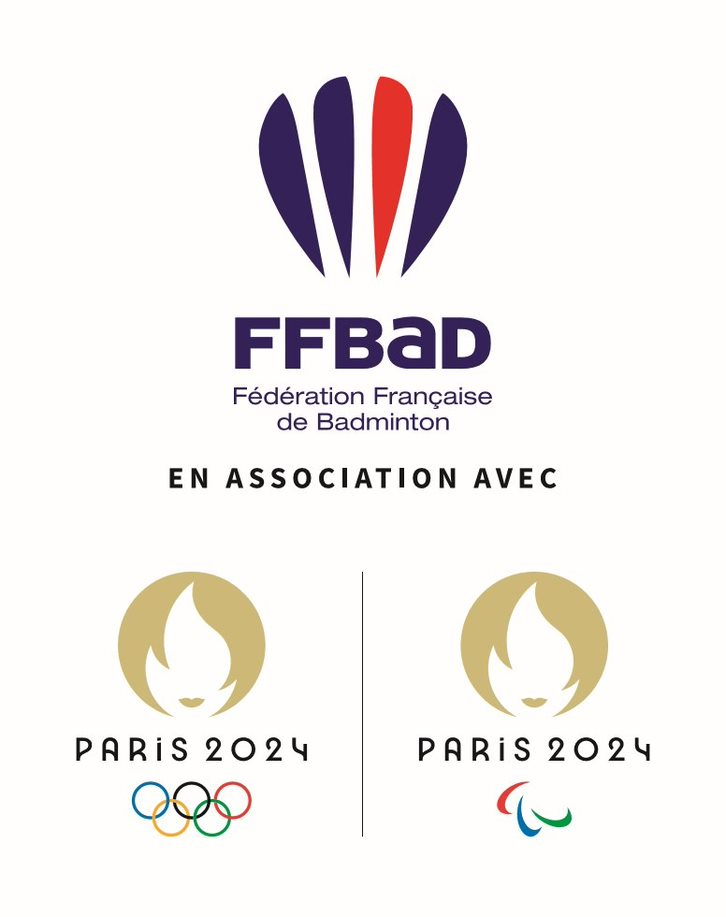 FFBaD
Fédération Française
de Badminton
EN ASSOCIATION AVEC
PARiS 2024
PARiS 2024